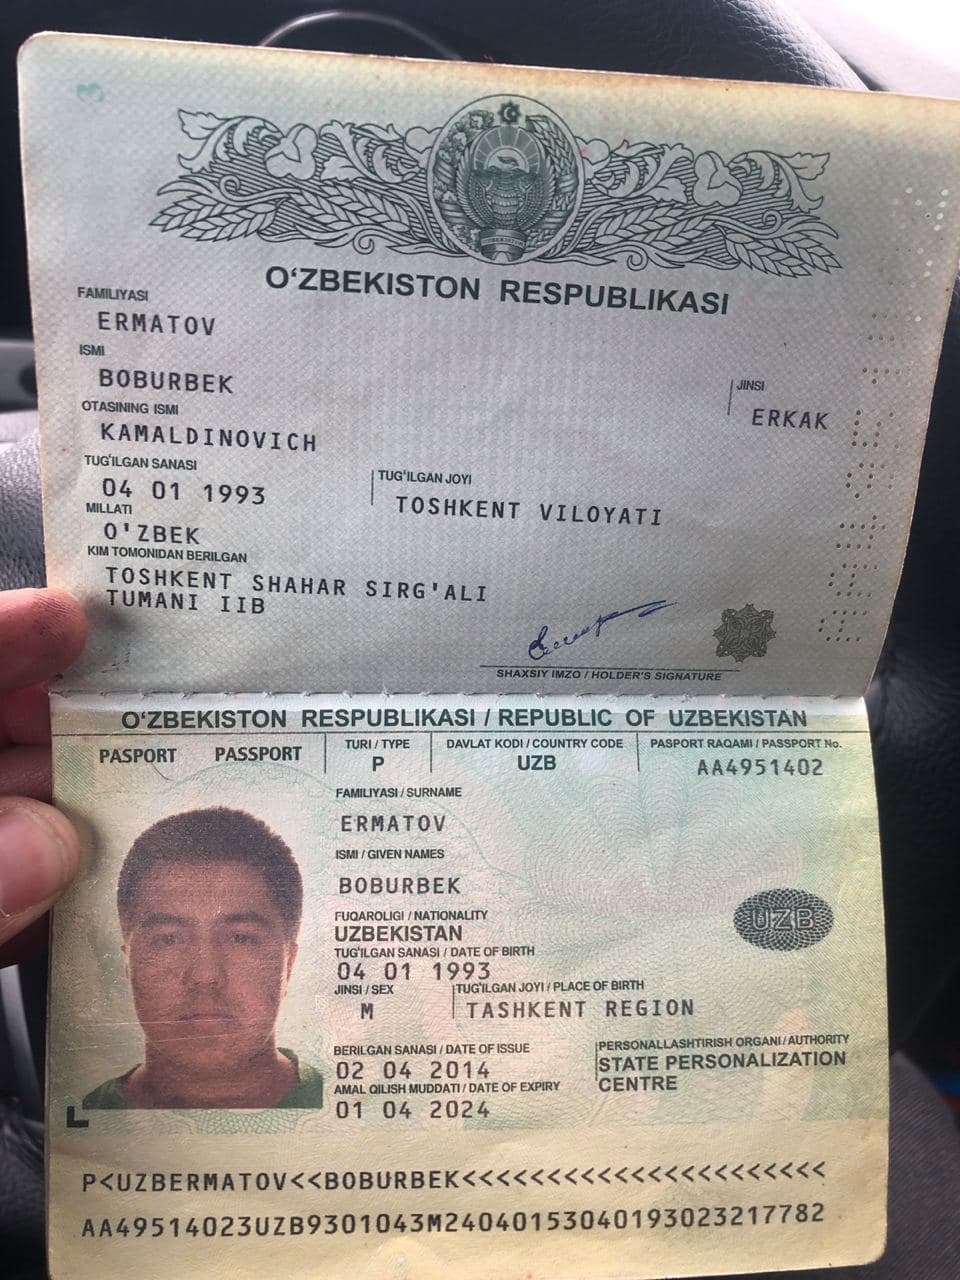 O‘ZBEKISTON RESPUBLIKASI
FAMILIYASI
ERMATOV
ISMI
BOBURBEK
JINSI
ERKAK
OTASINING ISMI
KAMALDINOVICH
TUG‘ILGAN SANASI
04 01 1993
TUG‘ILGAN JOYI
TOSHKENT VILOYATI
MILLATI
O'ZBEK
KIM TOMONIDAN BERILGAN
TOSHKENT SHAHAR SIRG'ALI
TUMANI IIB
SHAXSIY IMZO / HOLDER'S SIGNATURE
O‘ZBEKISTON RESPUBLIKASI / REPUBLIC OF UZBEKISTAN
PASPORT PASSPORT
TURI / TYPE
P
DAVLAT KODI / COUNTRY CODE
UZB
PASPORT RAQAMI / PASSPORT No.
AA4951402
FAMILIYASI / SURNAME
ERMATOV
ISMI / GIVEN NAMES
BOBURBEK
FUQAROLIGI / NATIONALITY
UZBEKISTAN
UZB
TUG‘ILGAN SANASI / DATE OF BIRTH
04 01 1993
JINSI / SEX
M
TUG‘ILGAN JOYI / PLACE OF BIRTH
TASHKENT REGION
BERILGAN SANASI / DATE OF ISSUE
02 04 2014
PERSONALLASHTIRISH ORGANI / AUTHORITY
STATE PERSONALIZATION
CENTRE
AMAL QILISH MUDDATI / DATE OF EXPIRY
01 04 2024
P<UZBERMATOV<<BOBURBEK<<<<<<<<<<<<<<<<<<<<<<
AA49514023UZB9301043M24040153040193023217782